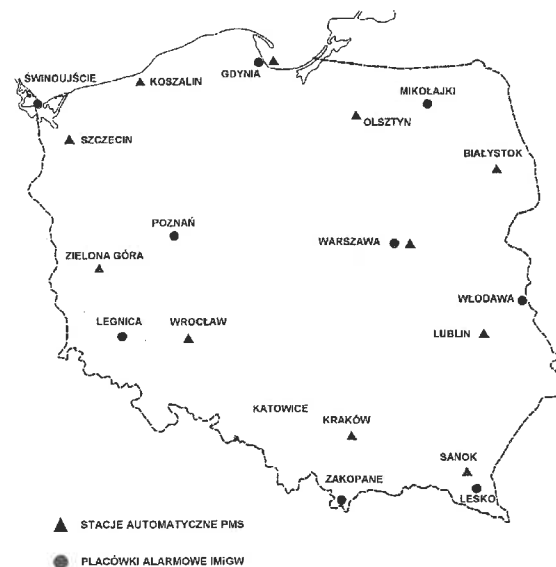 ŚWINOUJŚCIE
KOSZALIN
GDYNIA
MIKOŁAJKI
OLSZTYN
SZCZECIN
BIAŁYSTOK
POZNAŃ
WARSZAWA
ZIELONA GÓRA
WŁODAWA
LEGNICA
WROCŁAW
LUBLIN
KATOWICE
KRAKÓW
SANOK
ZAKOPANE
LESKO
STACJE AUTOMATYCZNE PMS
PLACÓWKI ALARMOWE IMiGW